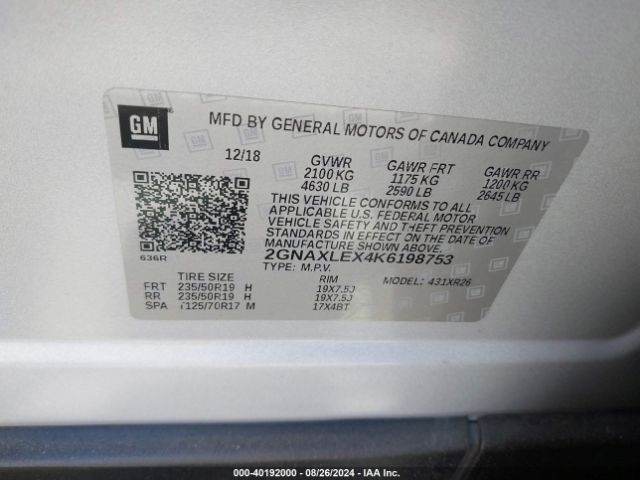 GM
MFD BY GENERAL MOTORS OF CANADA COMPANY
12/18 GVWR GAWR FRT GAWR RR
2100 KG 1175 KG 1200 KG
4630 LB 2590 LB 2645 LB
THIS VEHICLE CONFORMS TO ALL
APPLICABLE U.S. FEDERAL MOTOR
VEHICLE SAFETY AND THEFT PREVENTION
STANDARDS IN EFFECT ON THE DATE OF
MANUFACTURE SHOWN ABOVE.
636R 2GNAXLEX4K6198753
TYPE: M.P.V. MODEL: 431XR26
TIRE SIZE RIM
FRT 235/50R19 H 19X7.5J
RR 235/50R19 H 19X7.5J
SPA T125/70R17 M 17X4BT
000-40192000 - 08/26/2024 - IAA Inc.